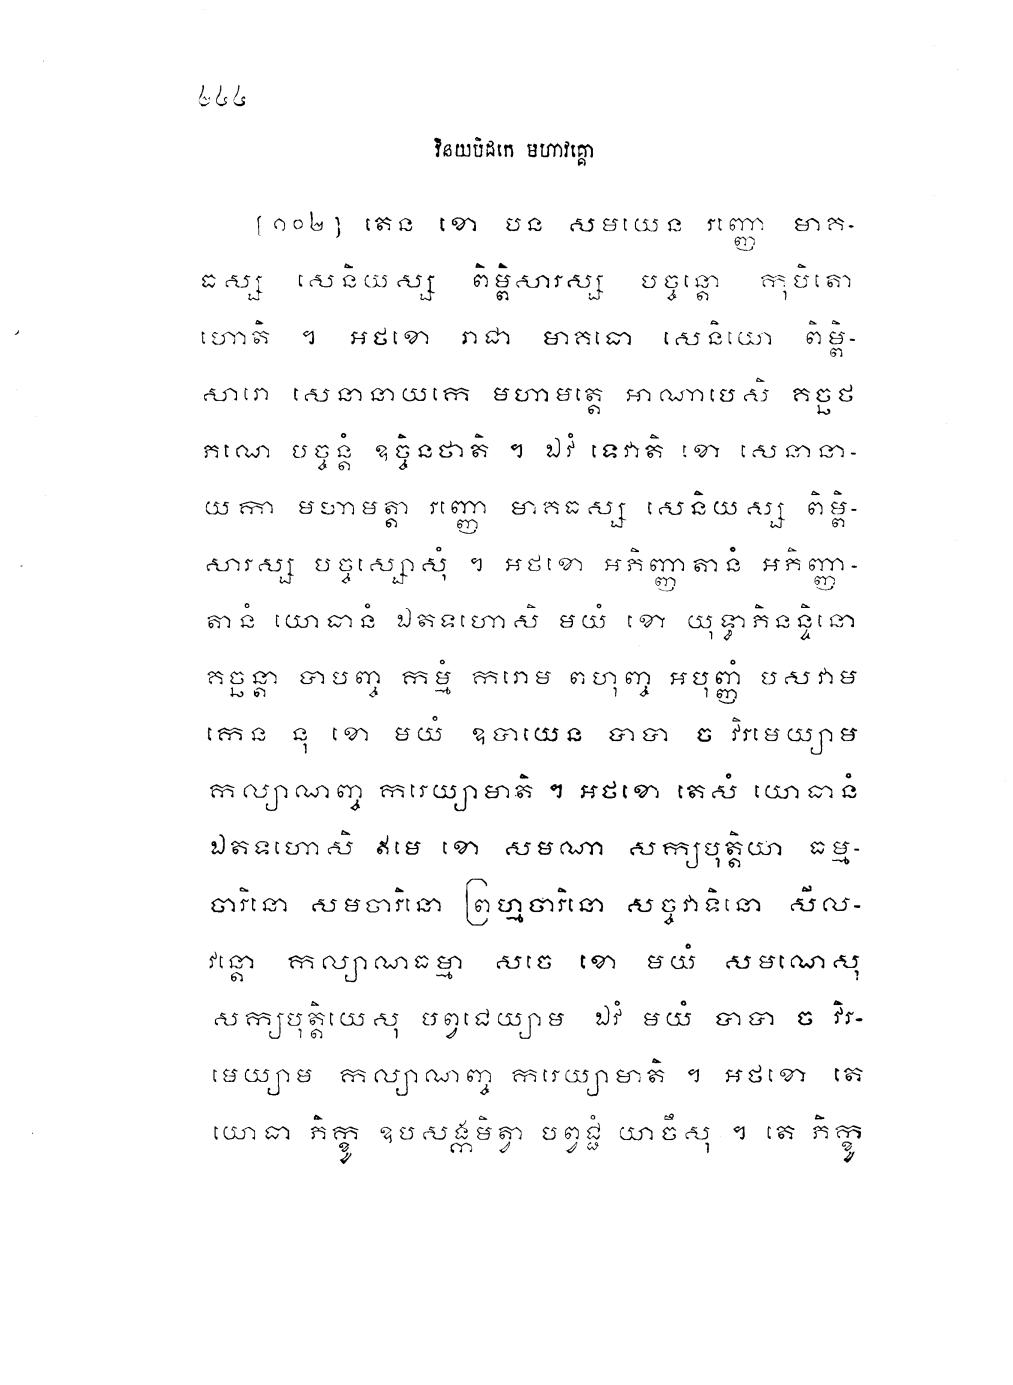 ៤៤៤
វិនយបិដកេ មហាវគ្គោ
[១០២] តេន ខោ បន សមយេន រញ្ញោ មាគ-
ធស្ស សេនិយស្ស ពិម្ពិសារស្ស បច្ចន្តោ កុបិតោ
ហោតិ ។ អថខោ រាជា មាគធោ សេនិយោ ពិម្ពិ-
សារោ សេនានាយកេ មហាមត្តេ អាណាបេសិ គច្ឆថ
ភណេ បច្ចន្តំ ឧច្ចិនថាតិ ។ ឯវំ ទេវាតិ ខោ សេនានា-
យកា មហាមត្តា រញ្ញោ មាគធស្ស សេនិយស្ស ពិម្ពិ-
សារស្ស បច្ចស្សោសុំ ។ អថខោ អភិញ្ញាតានំ អភិញ្ញា-
តានំ យោធានំ ឯតទហោសិ មយំ ខោ យុទ្ធាភិនន្ទិនោ
គច្ឆន្តា បាបញ្ច កម្មំ ករោម ពហុញ្ច អបុញ្ញំ បសវាម
កេន នុ ខោ មយំ ឧបាយេន បាបា ច វិរមេយ្យាម
កល្យាណញ្ច ករេយ្យាមាតិ ។ អថខោ តេសំ យោធានំ
ឯតទហោសិ ឥមេ ខោ សមណា សក្យបុត្តិយា ធម្ម-
ចារិនោ សមចារិនោ ព្រហ្មចារិនោ សច្ចវាទិនោ សីល-
វន្តោ កល្យាណធម្មា សចេ ខោ មយំ សមណេសុ
សក្យបុត្តិយេសុ បព្វជេយ្យាម ឯវំ មយំ បាបា ច វិរ-
មេយ្យាម កល្យាណញ្ច ករេយ្យាមាតិ ។ អថខោ តេ
យោធា ភិក្ខូ ឧបសង្កមិត្វា បព្វជ្ជំ យាចឹសុ ។ តេ ភិក្ខូ